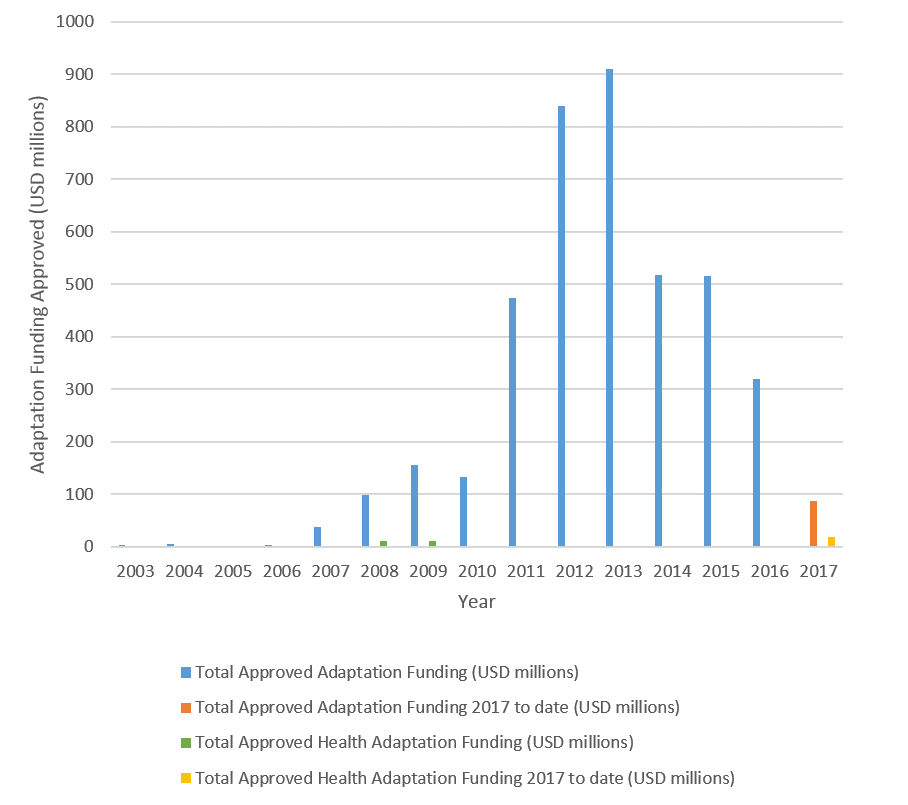 1000
900
800
700
600
500
400
300
200
100
0
Adaptation Funding Approved (USD millions)
2003 2004 2005 2006 2007 2008 2009 2010 2011 2012 2013 2014 2015 2016 2017
Year
Total Approved Adaptation Funding (USD millions)
Total Approved Adaptation Funding 2017 to date (USD millions)
Total Approved Health Adaptation Funding (USD millions)
Total Approved Health Adaptation Funding 2017 to date (USD millions)